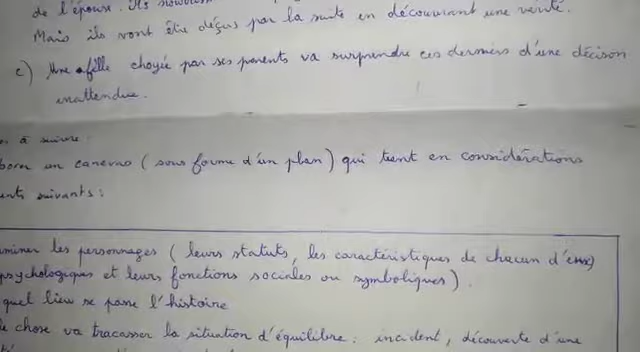 de l'épouse. Ils
Mais ils vont être déçus par la suite en découvrant une vérité.
c) Une fille choyée par ses parents va surprendre ces derniers d'une décision
inattendue.
à suivre:
un canevas (sous forme d'un plan) qui tient en considérations
suivants:
les personnages (leurs statuts, les caractéristiques de chacun d'eux)
psychologiques et leurs fonctions sociales ou symboliques).
quel lieu se passe l'histoire
chose va tracasser la situation d'équilibre: incident, découverte d'une